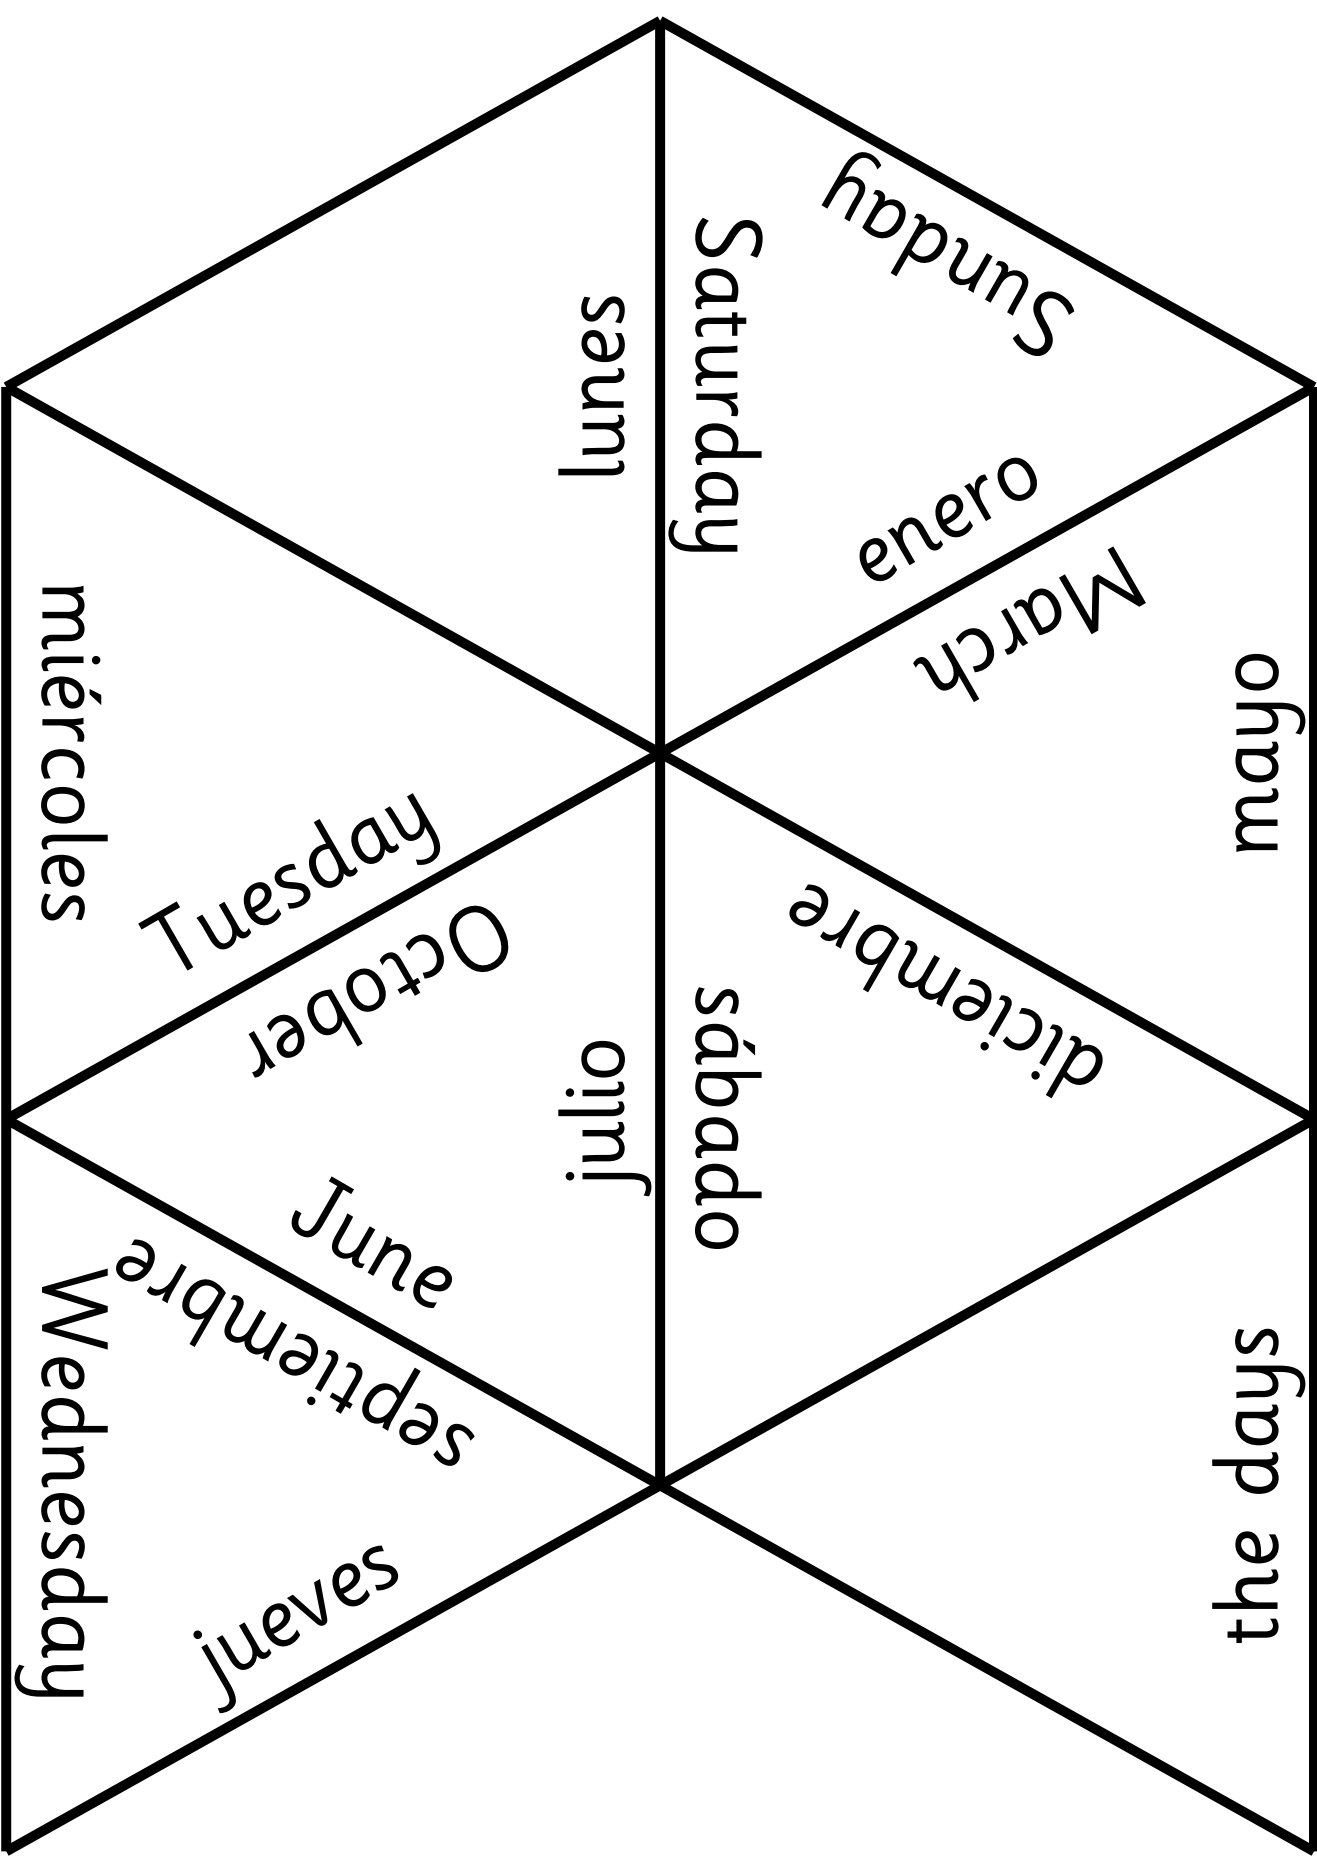 Sunday
Saturday
lunes
enero
March
mayo
miércoles
Tuesday
October
diciembre
sábado
julio
June
septiembre
Wednesday
the days
jueves